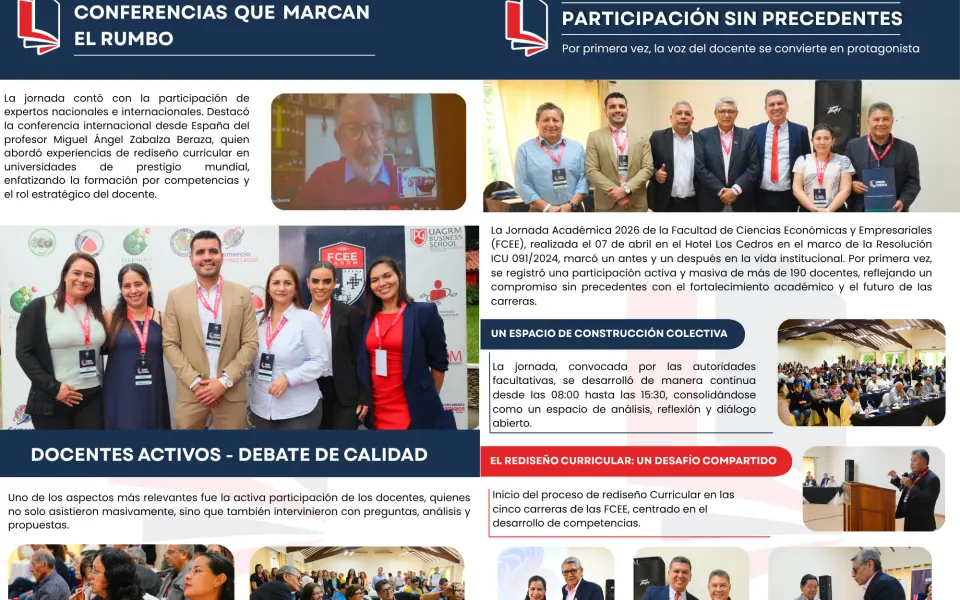 CONFERENCIAS QUE MARCAN
EL RUMBO
La jornada contó con la participación de
expertos nacionales e internacionales. Destacó
la conferencia internacional desde España del
profesor Miguel Ángel Zabalza Beraza, quien
abordó experiencias de rediseño curricular en
universidades de prestigio mundial,
enfatizando la formación por competencias y
el rol estratégico del docente.
UAGRM
BUSINESS
SCHOOL
FCEE
DOCENTES ACTIVOS - DEBATE DE CALIDAD
Uno de los aspectos más relevantes fue la activa participación de los docentes, quienes
no solo asistieron masivamente, sino que también intervinieron con preguntas, análisis y
propuestas.
PARTICIPACIÓN SIN PRECEDENTES
Por primera vez, la voz del docente se convierte en protagonista
La Jornada Académica 2026 de la Facultad de Ciencias Económicas y Empresariales
(FCEE), realizada el 07 de abril en el Hotel Los Cedros en el marco de la Resolución
ICU 091/2024, marcó un antes y un después en la vida institucional. Por primera vez,
se registró una participación activa y masiva de más de 190 docentes, reflejando un
compromiso sin precedentes con el fortalecimiento académico y el futuro de las
carreras.
UN ESPACIO DE CONSTRUCCIÓN COLECTIVA
La jornada, convocada por las autoridades
facultativas, se desarrolló de manera continua
desde las 08:00 hasta las 15:30, consolidándose
como un espacio de análisis, reflexión y diálogo
abierto.
EL REDISEÑO CURRICULAR: UN DESAFÍO COMPARTIDO
Inicio del proceso de rediseño Curricular en las
cinco carreras de las FCEE, centrado en el
desarrollo de competencias.